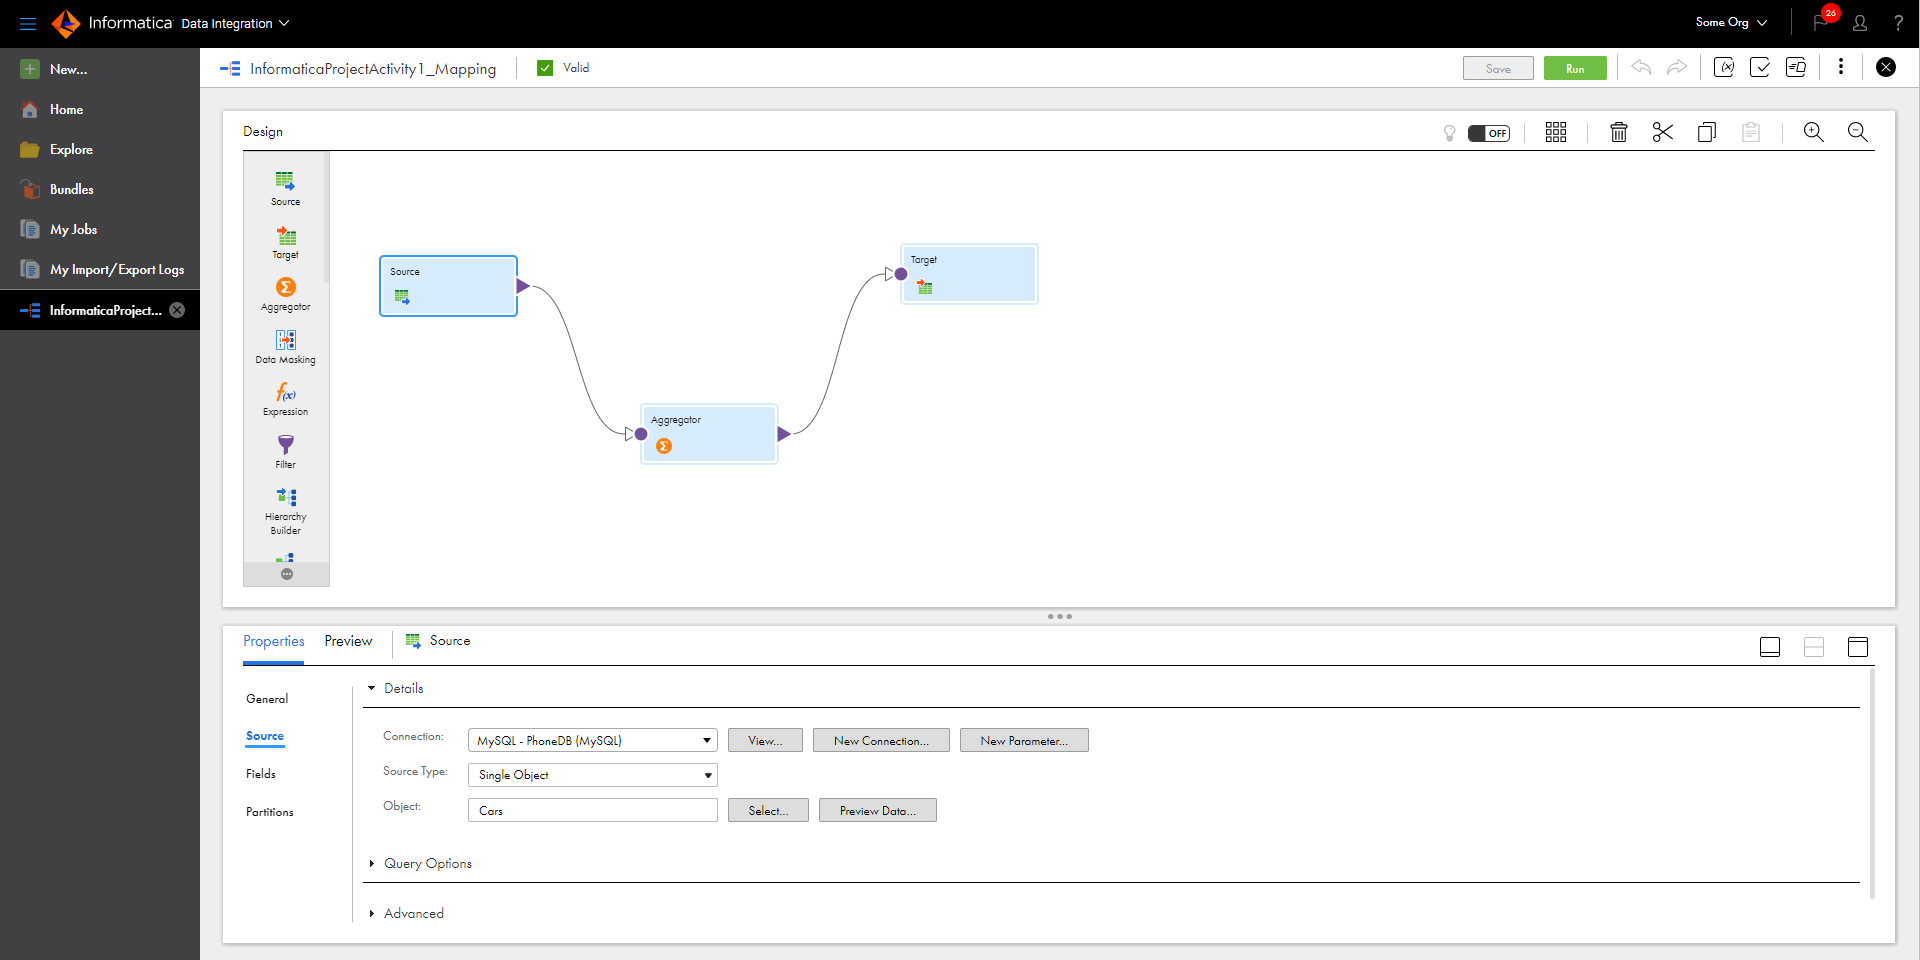 Informatica Data Integration
Some Org
26
?
New...
Home
Explore
Bundles
My Jobs
My Import/Export Logs
InformaticaProject...
InformaticaProjectActivity1_Mapping
Valid
Save
Run
Design
OFF
Source
Target
Aggregator
Data Masking
f(x)
Expression
Filter
Hierarchy
Builder
Source
Target
Aggregator
Properties
Preview
Source
General
Source
Fields
Partitions
Details
Connection: MySQL - PhoneDB (MySQL) View... New Connection... New Parameter...
Source Type: Single Object
Object: Cars Select... Preview Data...
Query Options
Advanced